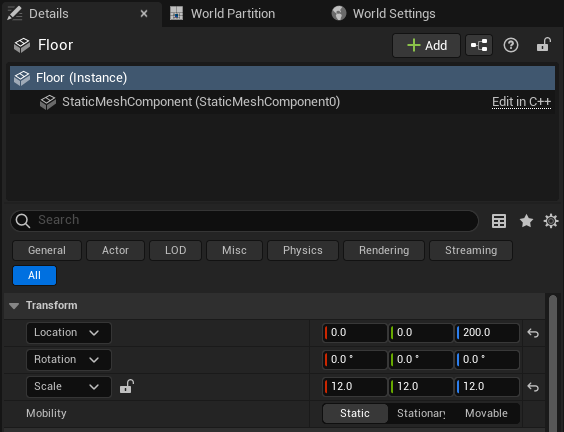 Details World Partition World Settings
Floor Add
Floor (Instance)
StaticMeshComponent (StaticMeshComponent0) Edit in C++
Search
General Actor LOD Misc Physics Rendering Streaming
All
Transform
Location 0.0 0.0 200.0
Rotation 0.0 ° 0.0 ° 0.0 °
Scale 12.0 12.0 12.0
Mobility Static Stationary Movable